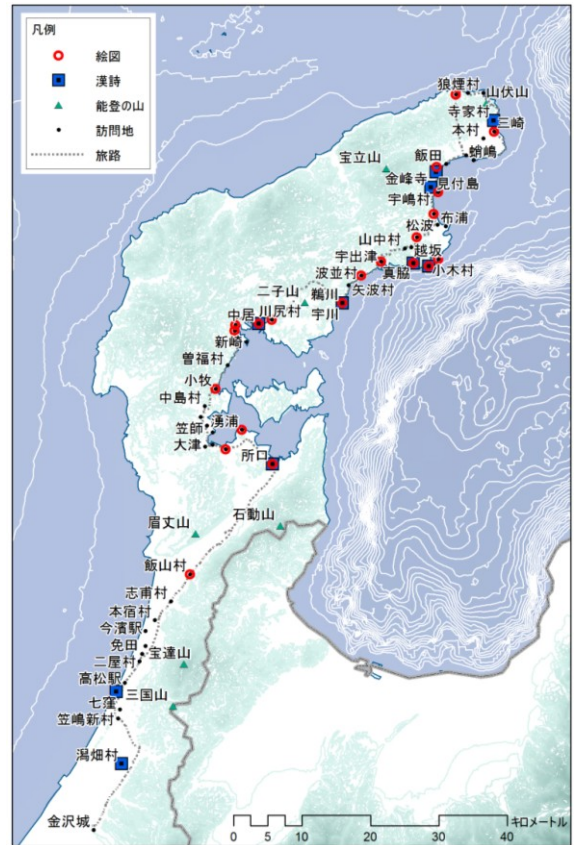 凡例
絵図
漢詩
能登の山
訪問地
旅路
狼煙村
山伏山
寺家村
三崎
本村
蛸嶋
宝立山
飯田
金峰寺
見付島
宇嶋村
布浦
松波
山中村
越坂
宇出津
真脇
小木村
波並村
矢波村
二子山
鵜川
宇川
川尻村
中居
新崎
曽福村
小牧
中島村
笠師
湧浦
大津
所口
石動山
眉丈山
飯山村
志甫村
本宿村
今濱駅
免田
宝達山
二屋村
高松駅
三国山
七窪
笠嶋新村
潟畑村
金沢城
キロメートル
0 5 10 20 30 40